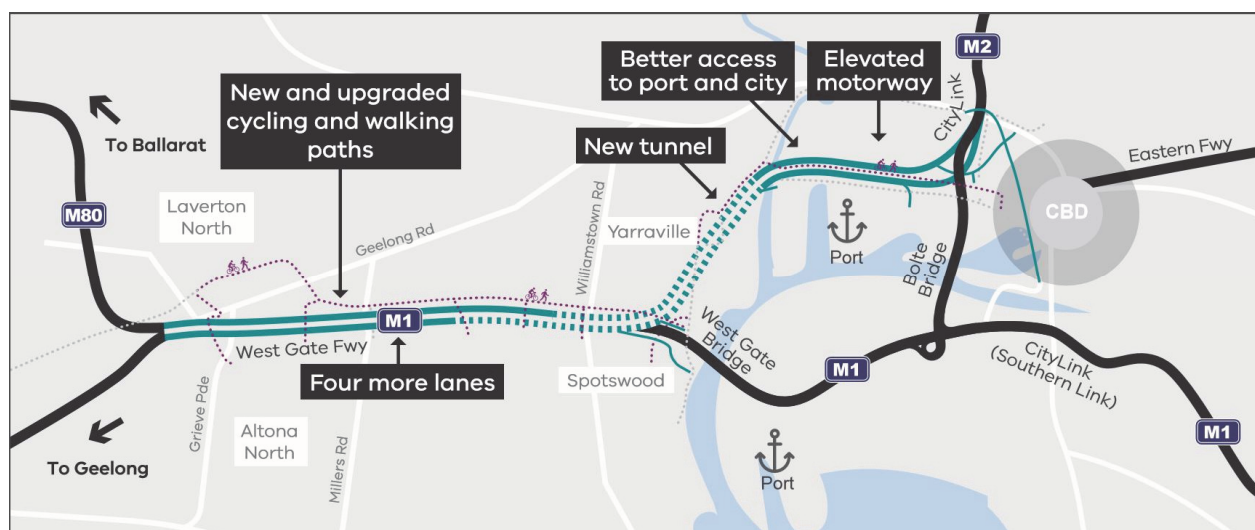 M2
Better access
to port and city
Elevated
motorway
New and upgraded
cycling and walking
paths
CityLink
To Ballarat
New tunnel
Eastern Fwy
M80
Laverton
North
Williamstown Rd
CBD
Yarraville
Geelong Rd
Port
Bolte
Bridge
M1
West Gate Fwy
West Gate
Bridge
Four more lanes
Spotswood
M1
CityLink
(Southern Link)
Grieve Pde
Altona
North
Millers Rd
M1
To Geelong
Port